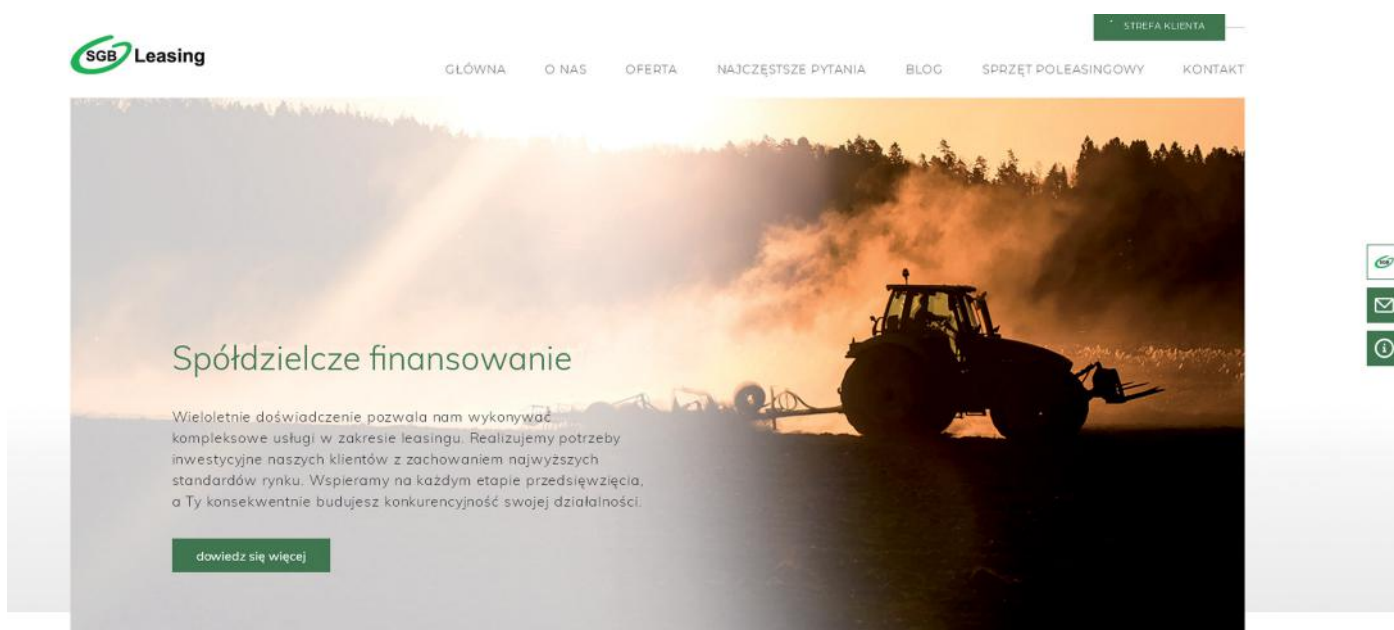 STREFA KLIENTA
SGB Leasing
GŁÓWNA O NAS OFERTA NAJCZĘSTSZE PYTANIA BLOG SPRZĘT POLEASINGOWY KONTAKT
Spółdzielcze finansowanie
Wieloletnie doświadczenie pozwala nam wykonywać
kompleksowe usługi w zakresie leasingu. Realizujemy potrzeby
inwestycyjne naszych klientów z zachowaniem najwyższych
standardów rynku. Wspieramy na każdym etapie przedsięwzięcia,
a Ty konsekwentnie budujesz konkurencyjność swojej działalności.
dowiedz się więcej